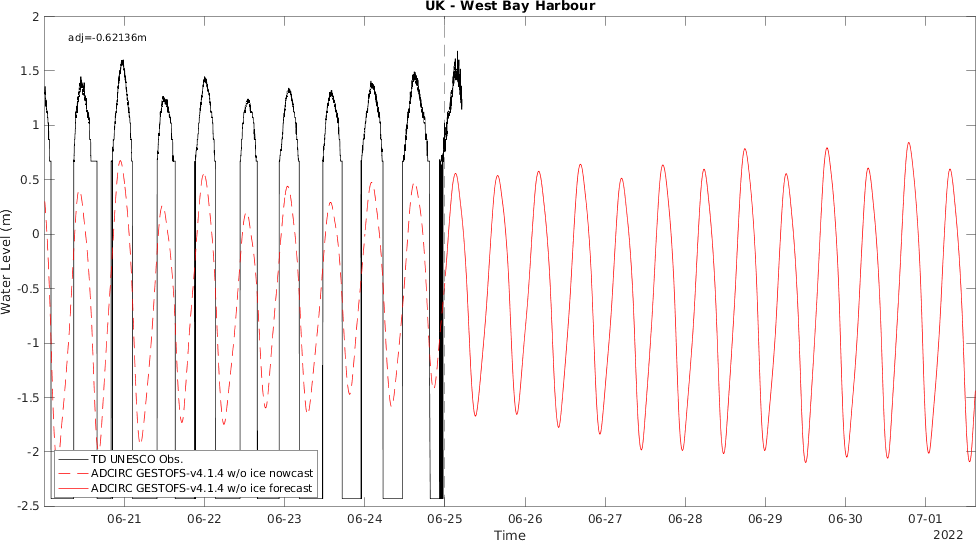 UK - West Bay Harbour
adj=-0.62136m
2
1.5
1
0.5
0
-0.5
-1
-1.5
-2
-2.5
Water Level (m)
TD UNESCO Obs.
ADCIRC GESTOFS-v4.1.4 w/o ice nowcast
ADCIRC GESTOFS-v4.1.4 w/o ice forecast
06-21 06-22 06-23 06-24 06-25 06-26 06-27 06-28 06-29 06-30 07-01
Time
2022